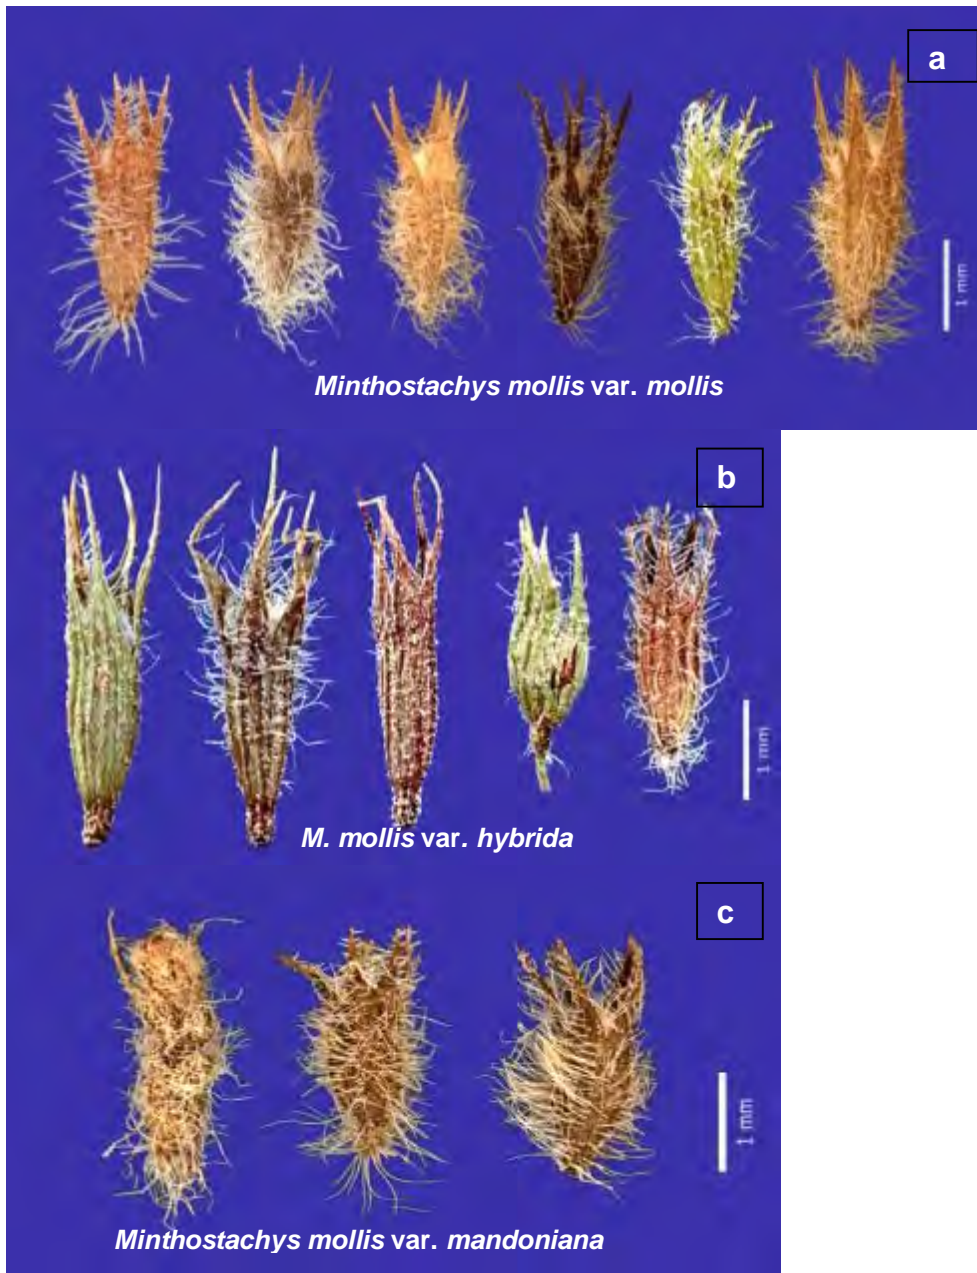 a
1 mm
Minthostachys mollis var. mollis
b
1 mm
M. mollis var. hybrida
c
1 mm
Minthostachys mollis var. mandoniana